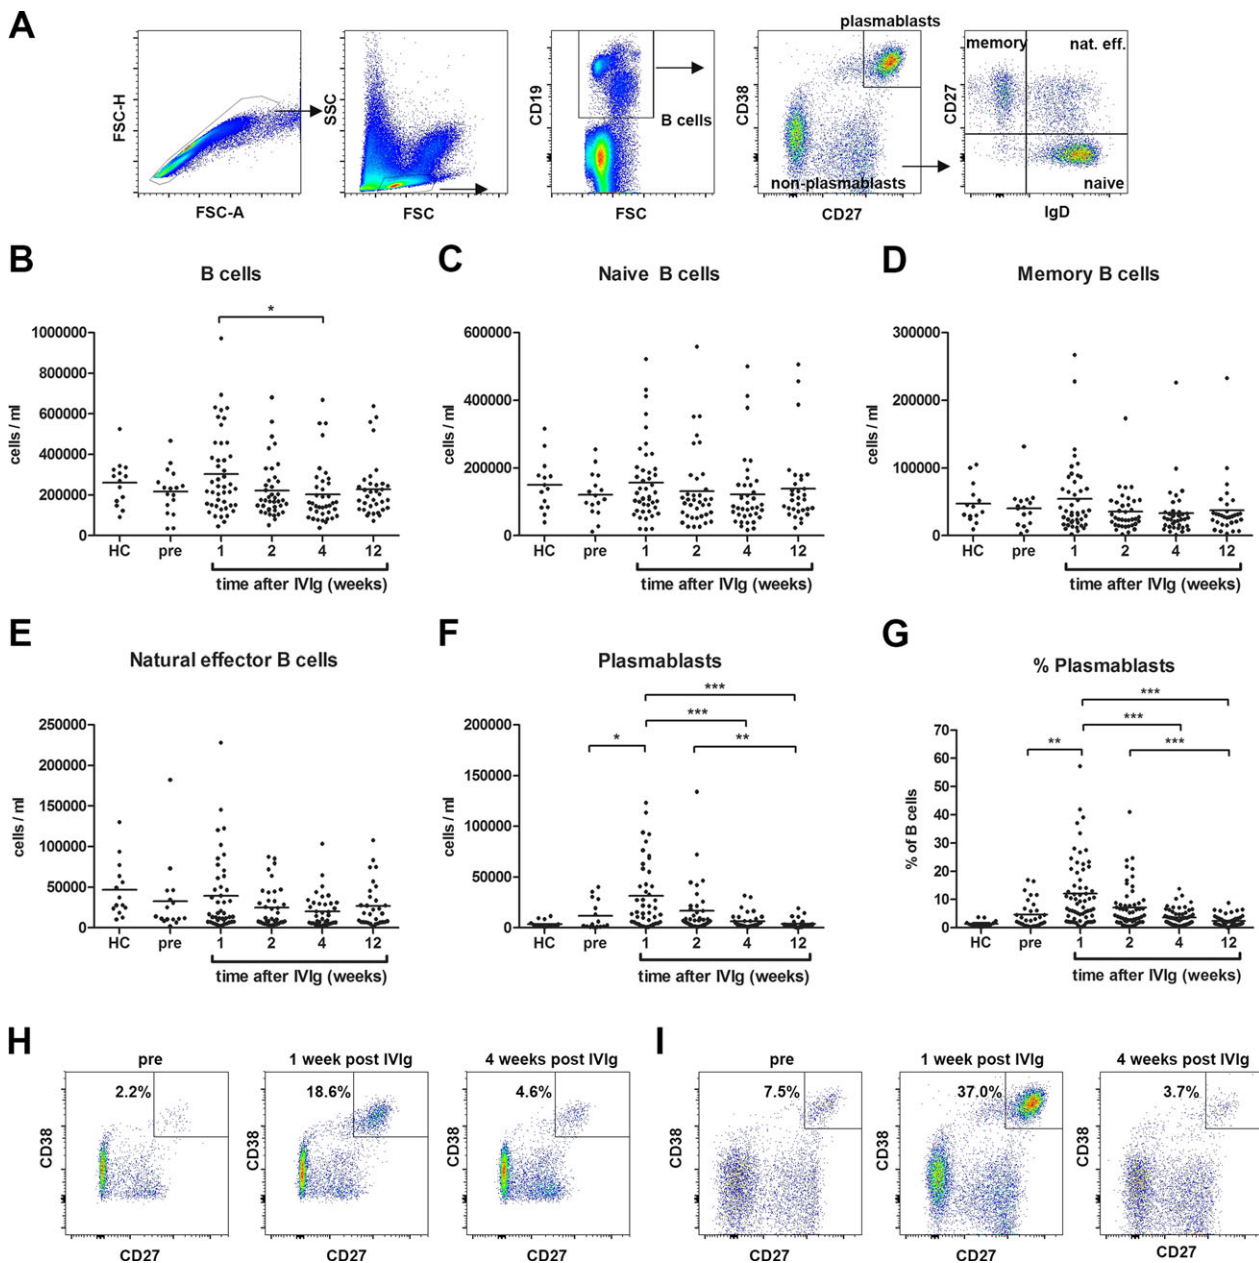 A
FSC-H
FSC-A
SSC
FSC
CD19
B cells
FSC
plasmablasts
CD38
non-plasmablasts
CD27
memory
nat. eff.
CD27
naive
IgD
B
B cells
*
1000000
800000
600000
400000
200000
0
cells / ml
HC
pre
1
2
4
12
time after IVIg (weeks)
C
Naive B cells
600000
400000
200000
0
cells / ml
HC
pre
1
2
4
12
time after IVIg (weeks)
D
Memory B cells
300000
200000
100000
0
cells / ml
HC
pre
1
2
4
12
time after IVIg (weeks)
E
Natural effector B cells
250000
200000
150000
100000
50000
0
cells / ml
HC
pre
1
2
4
12
time after IVIg (weeks)
F
Plasmablasts
***
***
*
**
200000
150000
100000
50000
0
cells / ml
HC
pre
1
2
4
12
time after IVIg (weeks)
G
% Plasmablasts
***
***
**
***
70
60
50
40
30
20
10
0
% of B cells
HC
pre
1
2
4
12
time after IVIg (weeks)
H
pre
2.2%
CD38
CD27
1 week post IVIg
18.6%
CD38
CD27
4 weeks post IVIg
4.6%
CD38
CD27
I
pre
7.5%
CD38
CD27
1 week post IVIg
37.0%
CD38
CD27
4 weeks post IVIg
3.7%
CD38
CD27